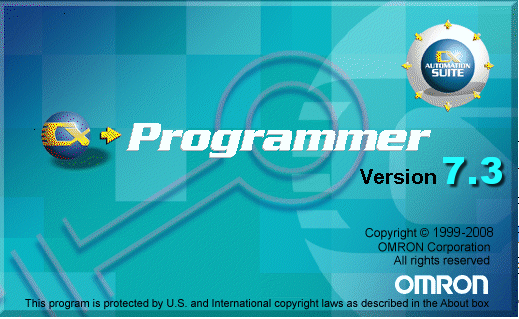 CX
AUTOMATION
SUITE
CX Programmer
Version 7.3
Copyright © 1999-2008
OMRON Corporation
All rights reserved
OMRON
This program is protected by U.S. and International copyright laws as described in the About box